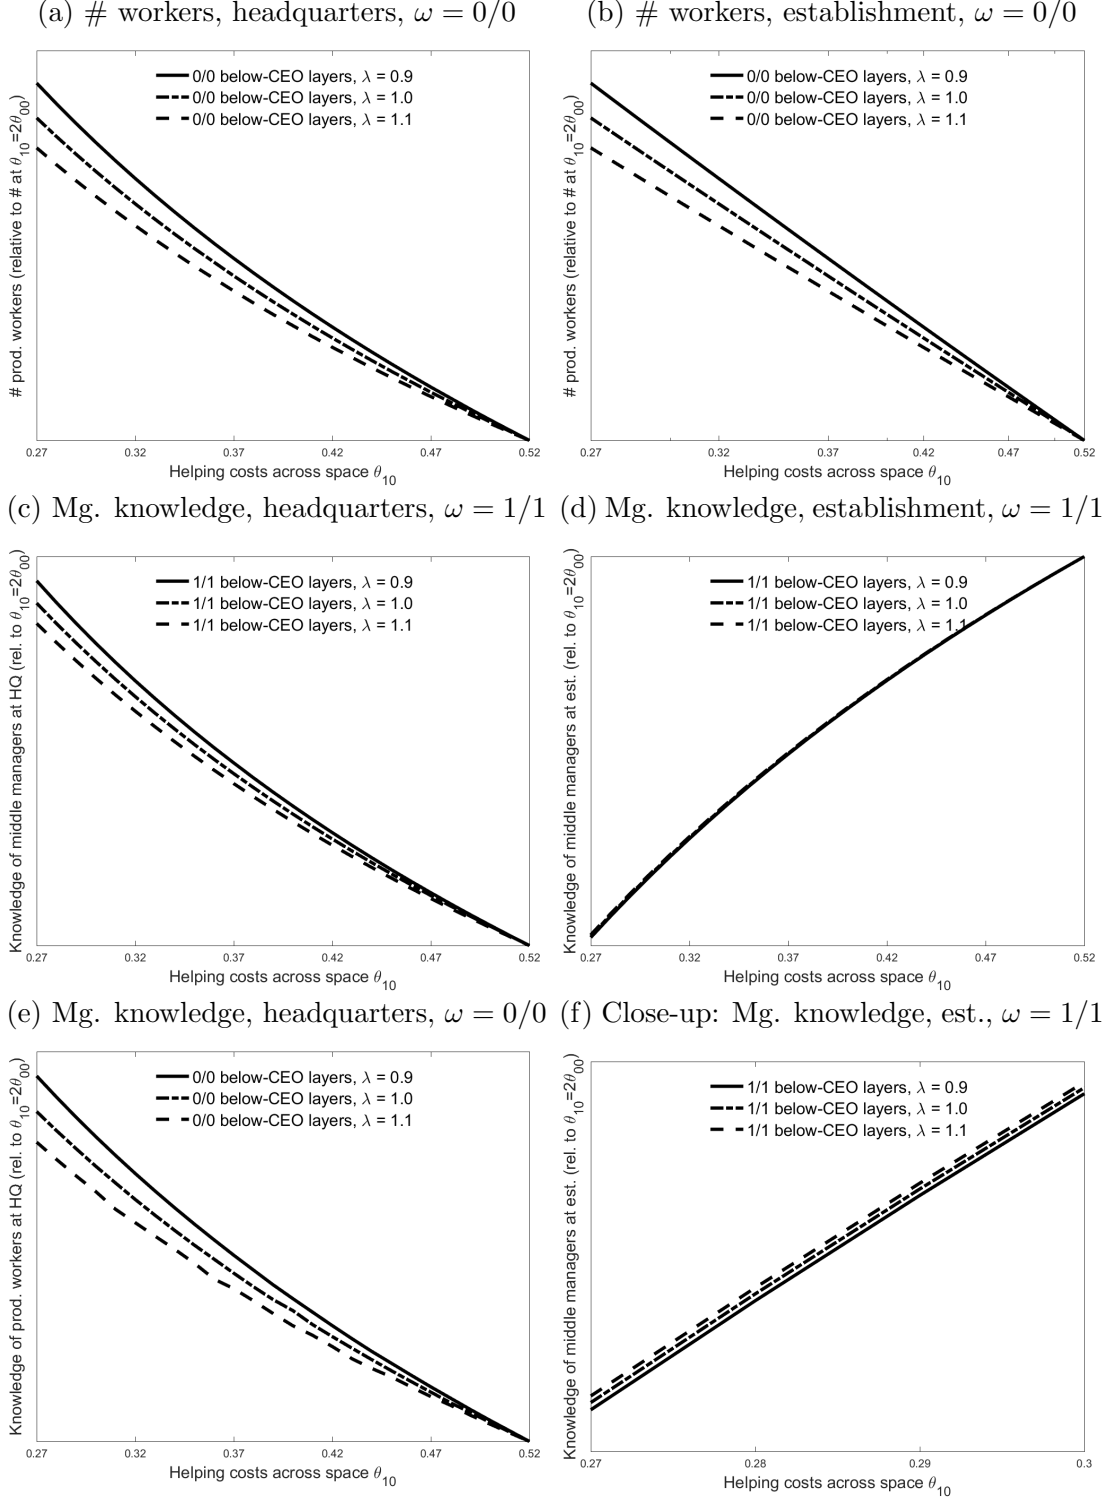 (a) # workers, headquarters, ω = 0/0
# prod. workers (relative to # at θ10=2θ00)
0/0 below-CEO layers, λ = 0.9
0/0 below-CEO layers, λ = 1.0
0/0 below-CEO layers, λ = 1.1
0.27 0.32 0.37 0.42 0.47 0.52
Helping costs across space θ10
(b) # workers, establishment, ω = 0/0
# prod. workers (relative to # at θ10=2θ00)
0/0 below-CEO layers, λ = 0.9
0/0 below-CEO layers, λ = 1.0
0/0 below-CEO layers, λ = 1.1
0.27 0.32 0.37 0.42 0.47 0.52
Helping costs across space θ10
(c) Mg. knowledge, headquarters, ω = 1/1
Knowledge of middle managers at HQ (rel. to θ10=2θ00)
1/1 below-CEO layers, λ = 0.9
1/1 below-CEO layers, λ = 1.0
1/1 below-CEO layers, λ = 1.1
0.27 0.32 0.37 0.42 0.47 0.52
Helping costs across space θ10
(d) Mg. knowledge, establishment, ω = 1/1
Knowledge of middle managers at est. (rel. to θ10=2θ00)
1/1 below-CEO layers, λ = 0.9
1/1 below-CEO layers, λ = 1.0
1/1 below-CEO layers, λ = 1.1
0.27 0.32 0.37 0.42 0.47 0.52
Helping costs across space θ10
(e) Mg. knowledge, headquarters, ω = 0/0
Knowledge of prod. workers at HQ (rel. to θ10=2θ00)
0/0 below-CEO layers, λ = 0.9
0/0 below-CEO layers, λ = 1.0
0/0 below-CEO layers, λ = 1.1
0.27 0.32 0.37 0.42 0.47 0.52
Helping costs across space θ10
(f) Close-up: Mg. knowledge, est., ω = 1/1
Knowledge of middle managers at est. (rel. to θ10=2θ00)
1/1 below-CEO layers, λ = 0.9
1/1 below-CEO layers, λ = 1.0
1/1 below-CEO layers, λ = 1.1
0.27 0.28 0.29 0.3
Helping costs across space θ10